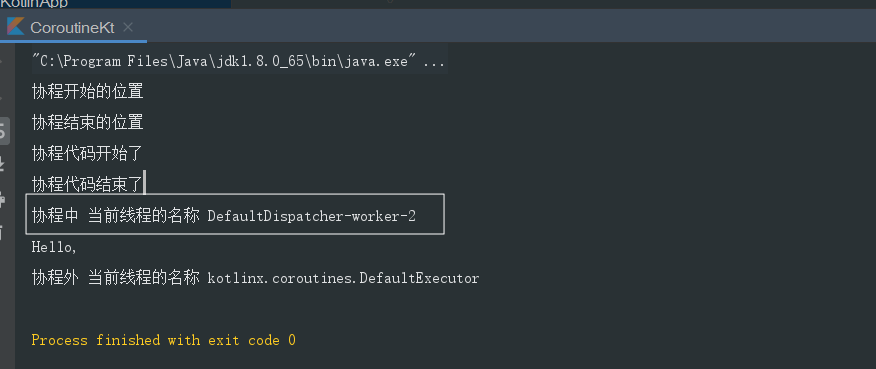 KotlinApp
CoroutineKt
"C:\Program Files\Java\jdk1.8.0_65\bin\java.exe" ...
协程开始的位置
协程结束的位置
协程代码开始了
协程代码结束了
协程中 当前线程的名称 DefaultDispatcher-worker-2
Hello,
协程外 当前线程的名称 kotlinx.coroutines.DefaultExecutor
Process finished with exit code 0